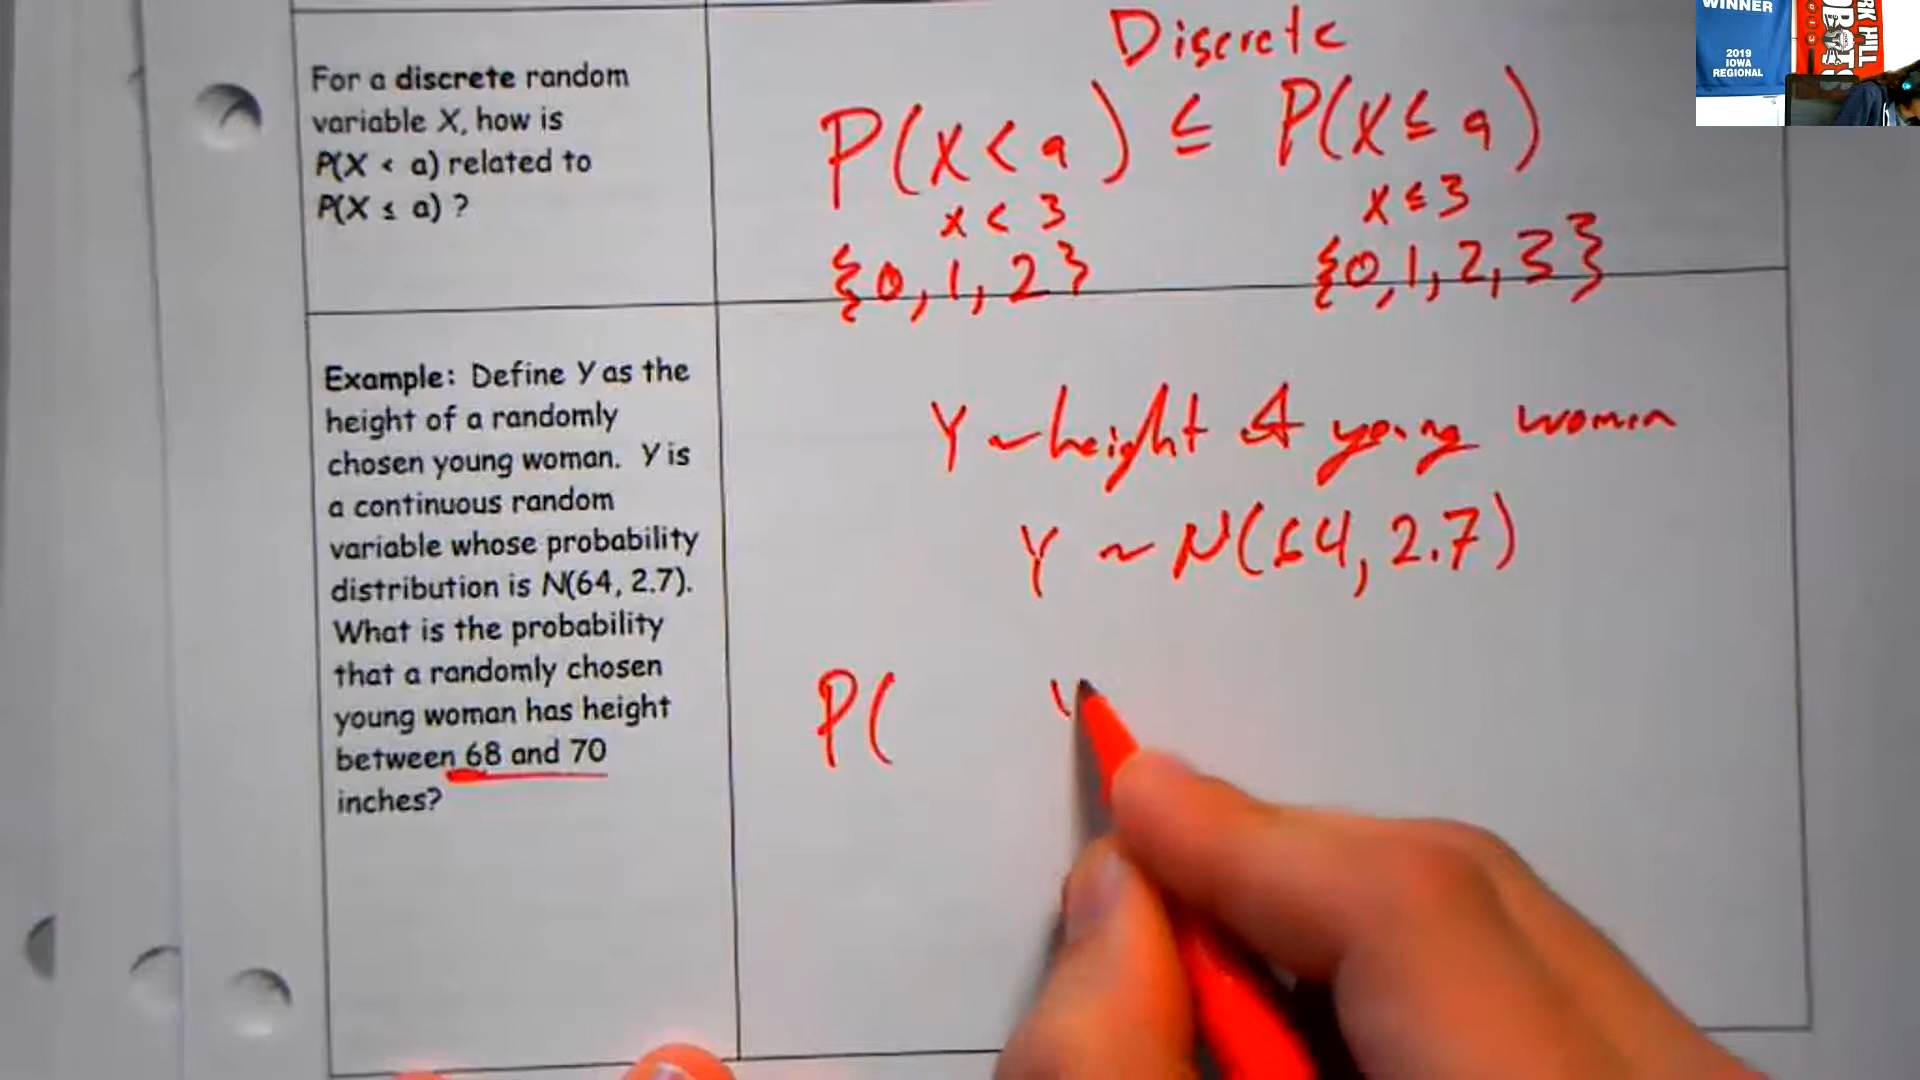 WINNER
2019
IOWA
REGIONAL
RK HILL
For a discrete random
variable X, how is
P(X < a) related to
P(X ≤ a) ?
Discrete
P(X < a) ≤ P(X ≤ a)
x < 3
x ≤ 3
{0, 1, 2}
{0, 1, 2, 3}
Example: Define Y as the
height of a randomly
chosen young woman. Y is
a continuous random
variable whose probability
distribution is N(64, 2.7).
What is the probability
that a randomly chosen
young woman has height
between 68 and 70
inches?
Y ~ height of young women
Y ~ N(64, 2.7)
P(